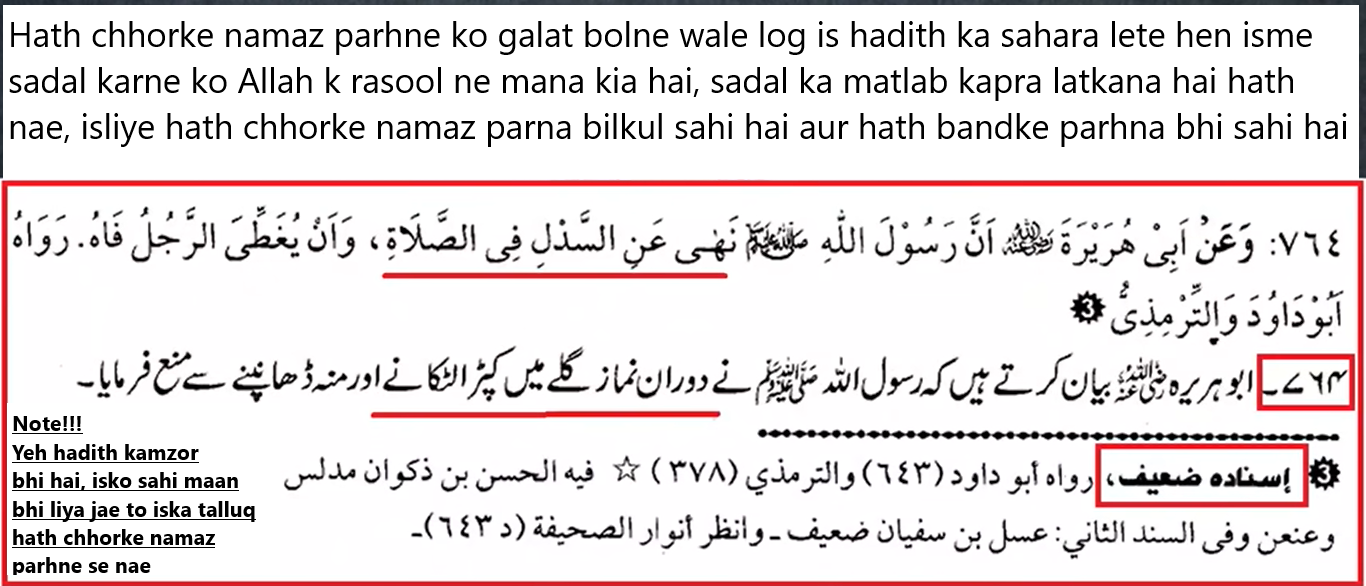 Hath chhorke namaz parhne ko galat bolne wale log is hadith ka sahara lete hen isme
sadal karne ko Allah k rasool ne mana kia hai, sadal ka matlab kapra latkana hai hath
nae, isliye hath chhorke namaz parna bilkul sahi hai aur hath bandke parhna bhi sahi hai
٧٦٤: وَعَنْ اَبِىْ هُرَيْرَةَ رضي الله عنه اَنَّ رَسُوْلَ اللّٰهِ ﷺ نَهٰى عَنِ السَّدْلِ فِى الصَّلَاةِ، وَاَنْ يُغَطِّىَ الرَّجُلُ فَاهُ. رَوَاهُ
اَبُوْدَاوُدَ وَالتِّرْمِذِىُّ 3
۷۶۴۔ ابو ہریرہ رضی اللہ عنہ بیان کرتے ہیں کہ رسول اللہ ﷺ نے دوران نماز گلے میں کپڑا لٹکانے اور منہ ڈھانپنے سے منع فرمایا۔
3 إسناده ضعيف، رواه أبو داود (٦٤٣) والترمذي (٣٧٨) ☆ فيه الحسن بن ذكوان مدلس
وعنعن وفى السند الثاني: عسل بن سفيان ضعيف ـ وانظر أنوار الصحيفة (د ٦٤٣)ـ
Note!!!
Yeh hadith kamzor
bhi hai, isko sahi maan
bhi liya jae to iska talluq
hath chhorke namaz
parhne se nae